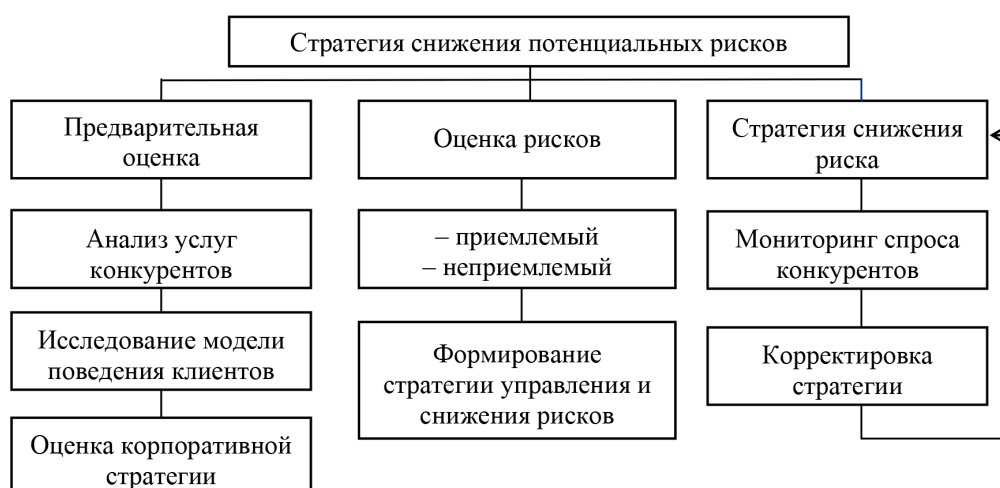 Стратегия снижения потенциальных рисков
Предварительная
оценка
Анализ услуг
конкурентов
Исследование модели
поведения клиентов
Оценка корпоративной
стратегии
Оценка рисков
– приемлемый
– неприемлемый
Формирование
стратегии управления и
снижения рисков
Стратегия снижения
риска
Мониторинг спроса
конкурентов
Корректировка
стратегии